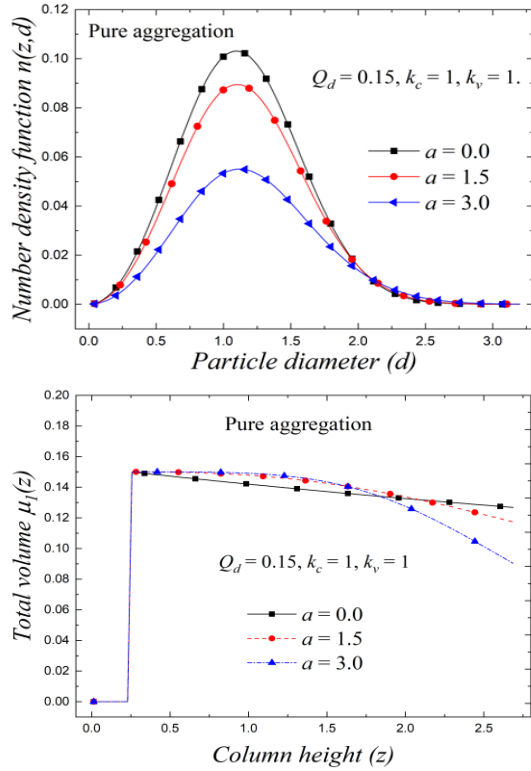 0.12
Pure aggregation
0.10
Q_d = 0.15, k_c = 1, k_v = 1.
0.08
a = 0.0
0.06
a = 1.5
0.04
a = 3.0
0.02
0.00
Number density function n(z,d)
0.0 0.5 1.0 1.5 2.0 2.5 3.0
Particle diameter (d)
0.20
Pure aggregation
0.18
0.16
0.14
0.12
0.10
Q_d = 0.15, k_c = 1, k_v = 1
0.08
0.06
a = 0.0
0.04
a = 1.5
0.02
a = 3.0
0.00
Total volume μ_1(z)
0.0 0.5 1.0 1.5 2.0 2.5
Column height (z)